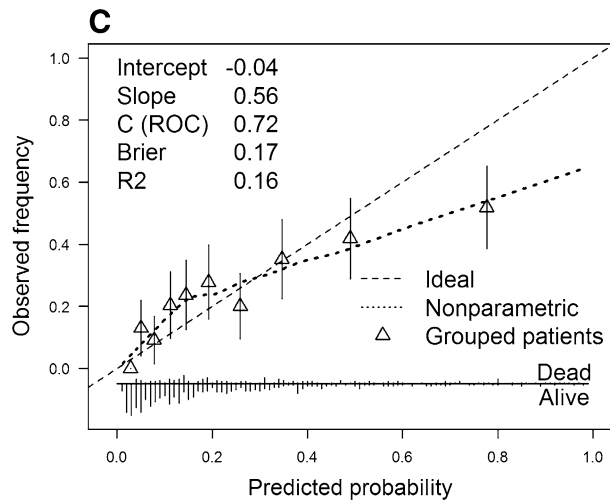 C
Intercept -0.04
Slope 0.56
C (ROC) 0.72
Brier 0.17
R2 0.16
Observed frequency
1.0
0.8
0.6
0.4
0.2
0.0
Ideal
Nonparametric
Grouped patients
Dead
Alive
0.0 0.2 0.4 0.6 0.8 1.0
Predicted probability